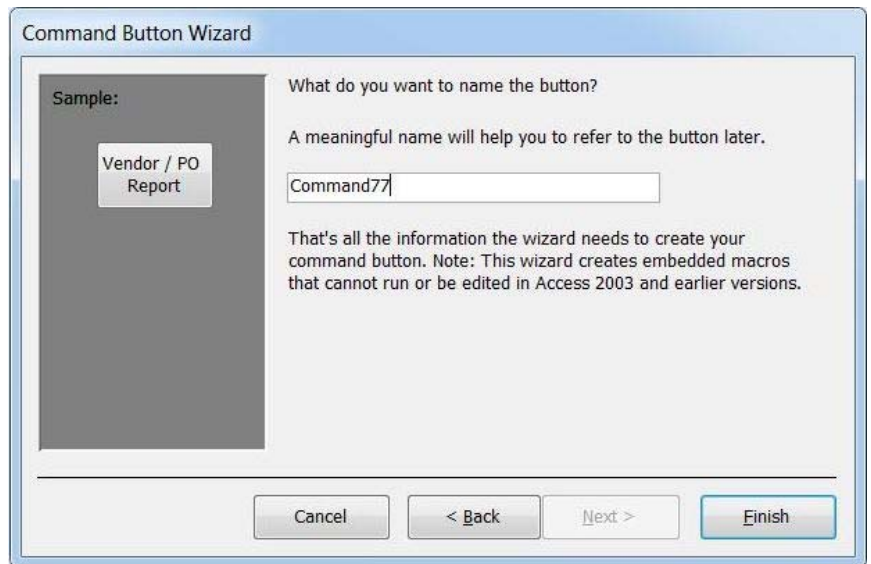 Command Button Wizard
Sample:
Vendor / PO
Report
What do you want to name the button?
A meaningful name will help you to refer to the button later.
Command77
That's all the information the wizard needs to create your
command button. Note: This wizard creates embedded macros
that cannot run or be edited in Access 2003 and earlier versions.
Cancel
< Back
Next >
Finish